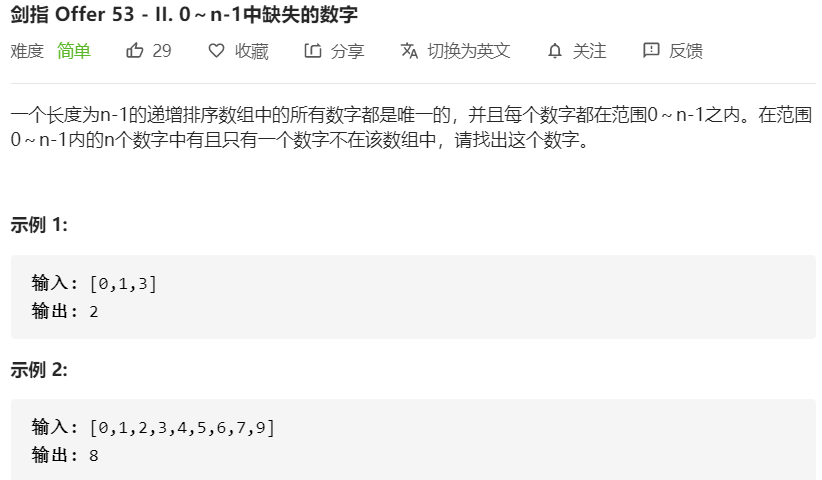 剑指 Offer 53 - II. 0～n-1中缺失的数字
难度 简单 29 收藏 分享 切换为英文 关注 反馈
一个长度为n-1的递增排序数组中的所有数字都是唯一的，并且每个数字都在范围0～n-1之内。在范围
0～n-1内的n个数字中有且只有一个数字不在该数组中，请找出这个数字。
示例 1:
输入: [0,1,3]
输出: 2
示例 2:
输入: [0,1,2,3,4,5,6,7,9]
输出: 8